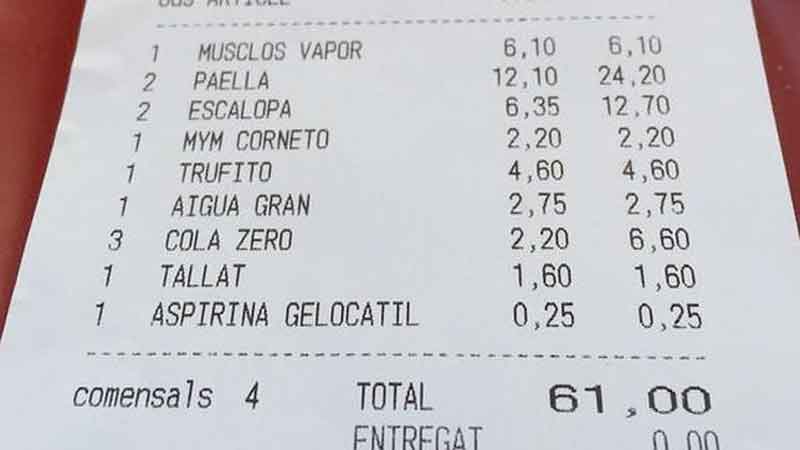 ARTICLE
1 MUSCLOS VAPOR 6,10 6,10
2 PAELLA 12,10 24,20
2 ESCALOPA 6,35 12,70
1 MYM CORNETO 2,20 2,20
1 TRUFITO 4,60 4,60
1 AIGUA GRAN 2,75 2,75
3 COLA ZERO 2,20 6,60
1 TALLAT 1,60 1,60
1 ASPIRINA GELOCATIL 0,25 0,25
comensals 4 TOTAL 61,00
ENTREGAT 0,00